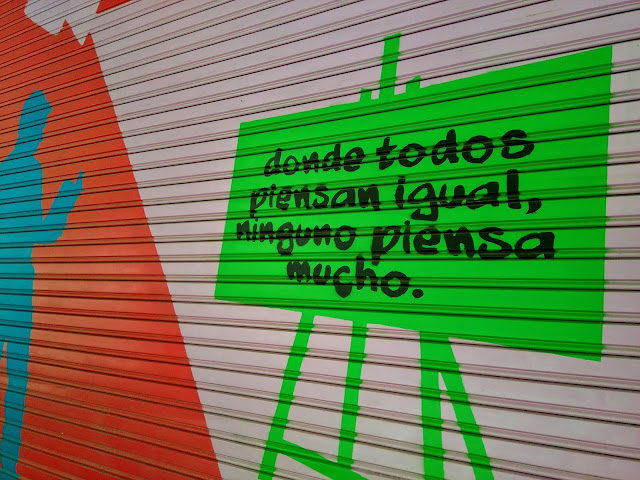 donde todos
piensan igual,
ninguno piensa
mucho.